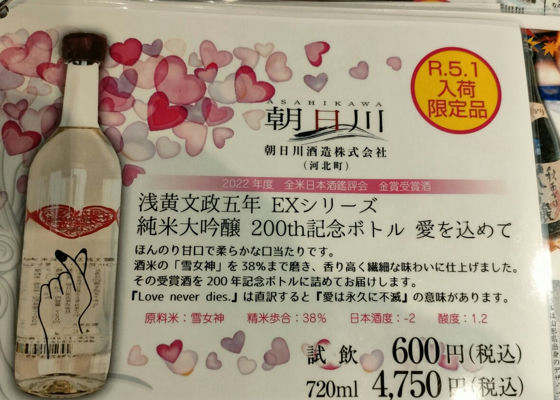 R.5.1
入荷
限定品
ASAHIKAWA
朝日川
朝日川酒造株式会社
(河北町)
2022年度 全米日本酒鑑評会 金賞受賞酒
浅黄文政五年 EXシリーズ
純米大吟醸 200th記念ボトル 愛を込めて
ほんのり甘口で柔らかな口当たりです。
酒米の「雪女神」を38%まで磨き、香り高く繊細な味わいに仕上げました。
その受賞酒を200年記念ボトルに詰めてお届けします。
『Love never dies.』は直訳すると『愛は永久に不滅』の意味があります。
原料米:雪女神 精米歩合:38% 日本酒度:-2 酸度:1.2
試飲 600円(税込)
720ml 4,750円(税込)